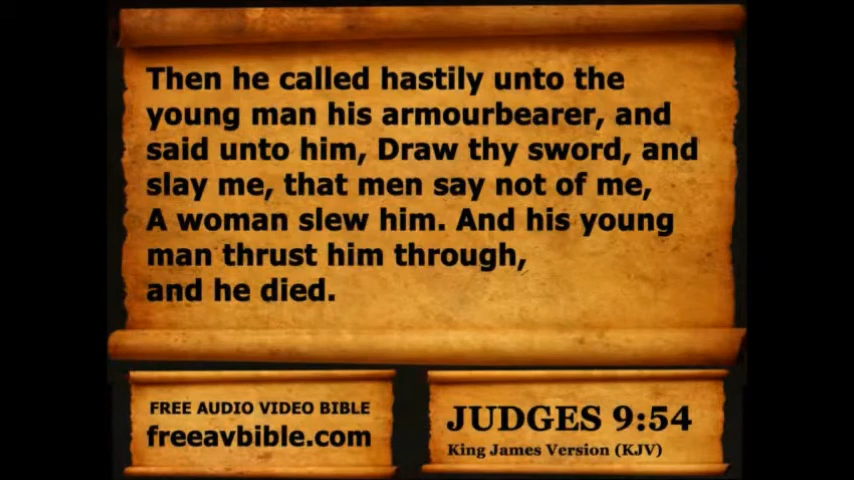 Then he called hastily unto the
young man his armourbearer, and
said unto him, Draw thy sword, and
slay me, that men say not of me,
A woman slew him. And his young
man thrust him through,
and he died.
FREE AUDIO VIDEO BIBLE
freeavbible.com
JUDGES 9:54
King James Version (KJV)